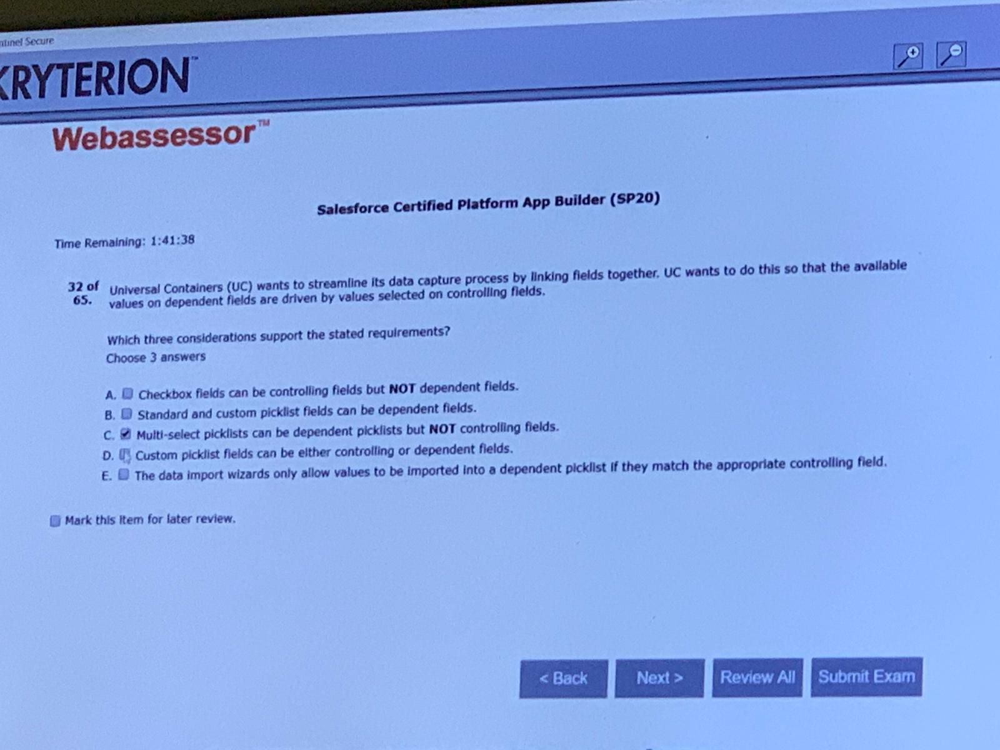 Secure
KRYTERION™
Webassessor™
Salesforce Certified Platform App Builder (SP20)
Time Remaining: 1:41:38
32 of 65. Universal Containers (UC) wants to streamline its data capture process by linking fields together. UC wants to do this so that the available
values on dependent fields are driven by values selected on controlling fields.
Which three considerations support the stated requirements?
Choose 3 answers
A. Checkbox fields can be controlling fields but NOT dependent fields.
B. Standard and custom picklist fields can be dependent fields.
C. Multi-select picklists can be dependent picklists but NOT controlling fields.
D. Custom picklist fields can be either controlling or dependent fields.
E. The data import wizards only allow values to be imported into a dependent picklist if they match the appropriate controlling field.
Mark this item for later review.
< Back Next > Review All Submit Exam